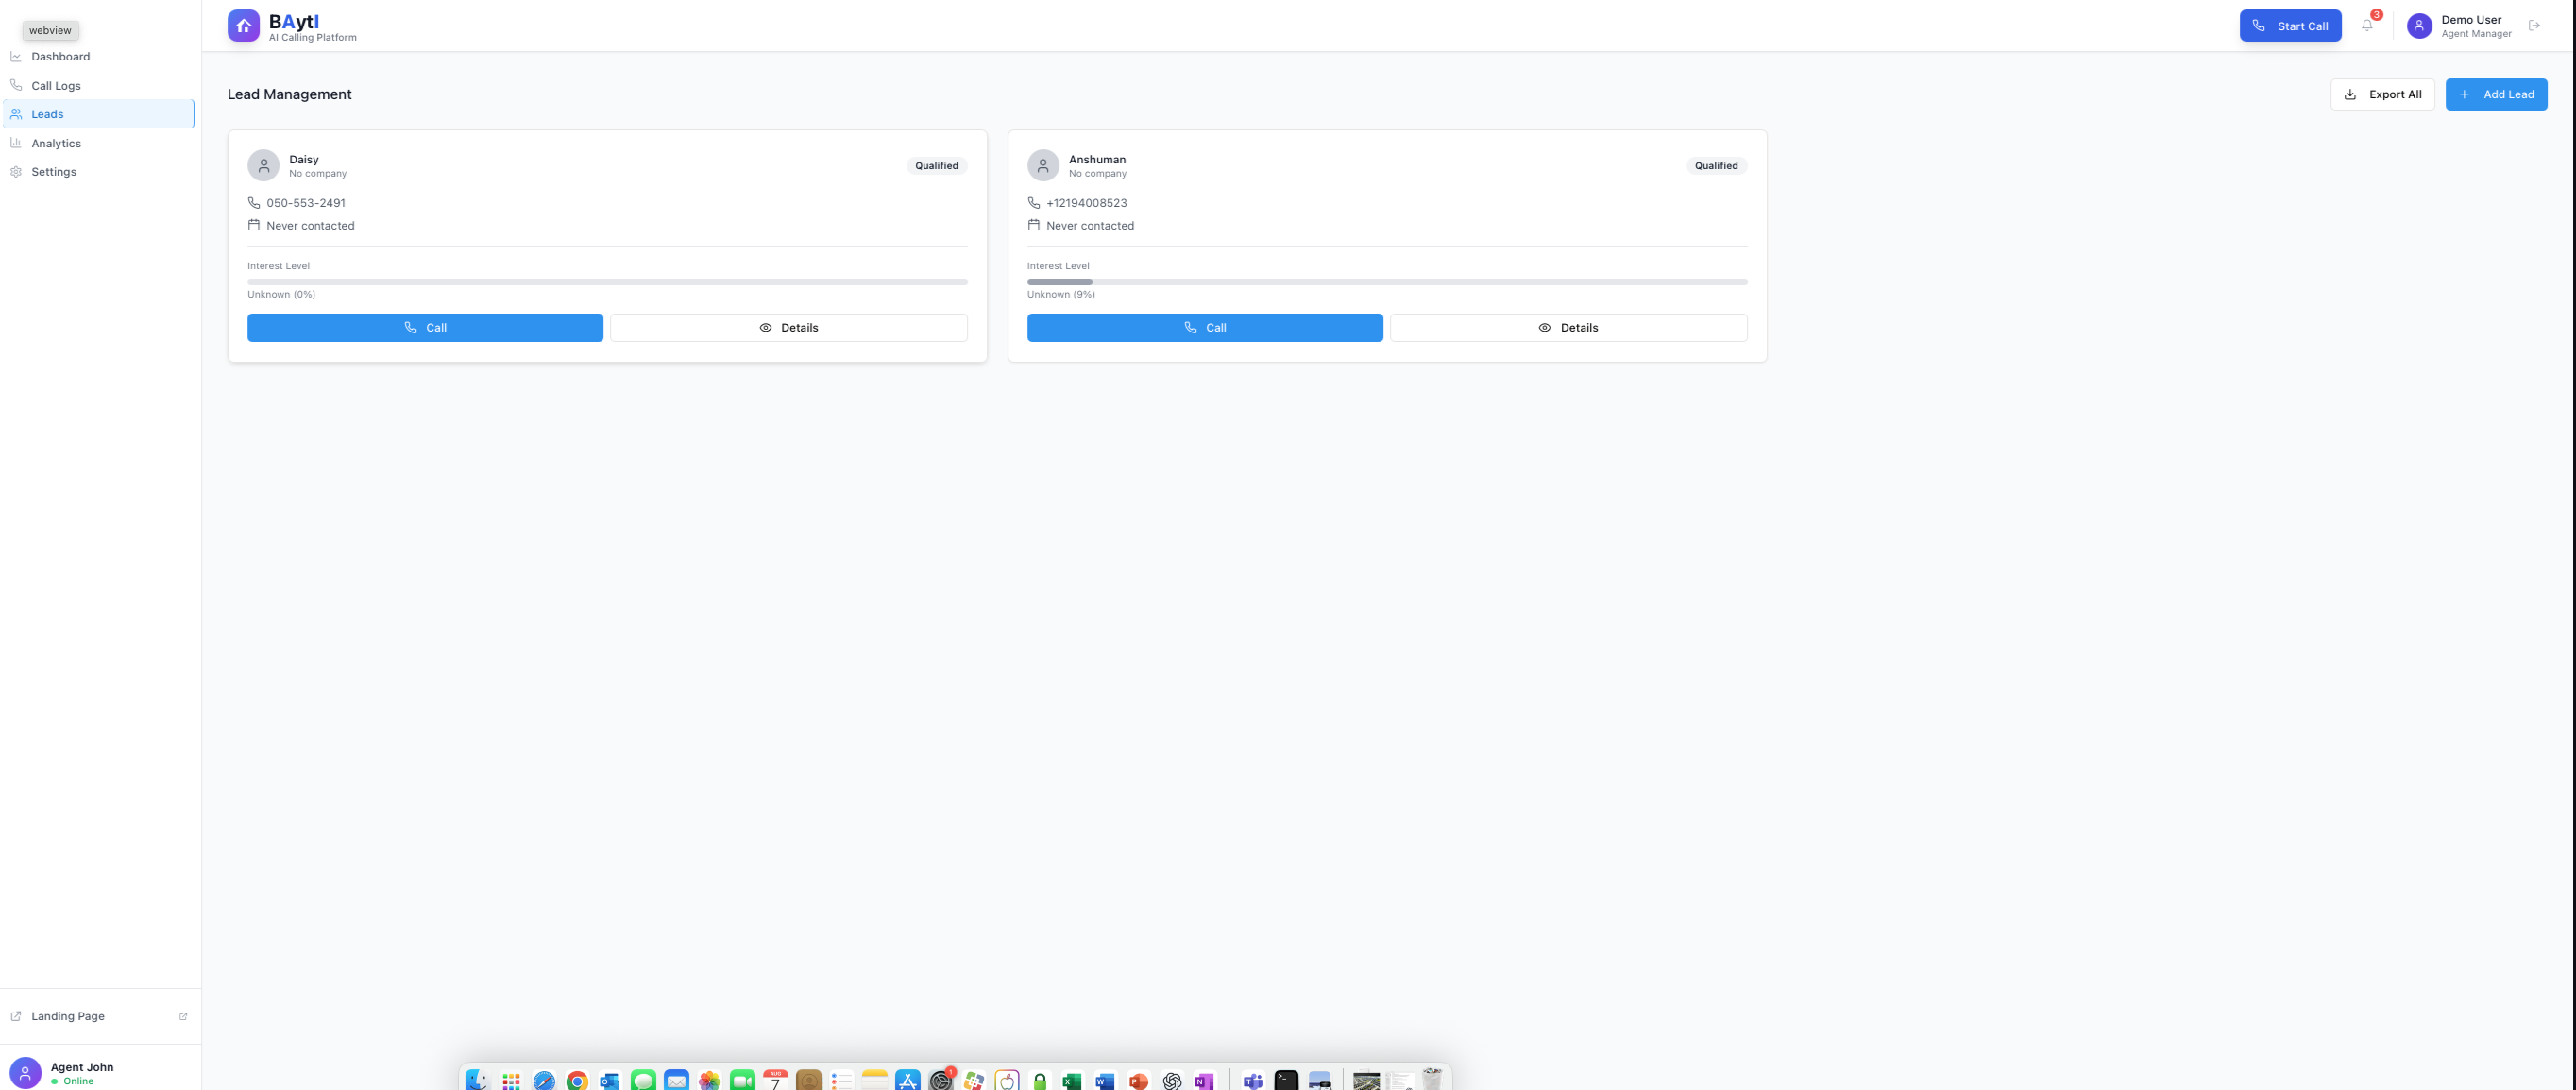 webview
Dashboard
Call Logs
Leads
Analytics
Settings
Landing Page
Agent John
Online
BAytI
AI Calling Platform
Start Call
3
Demo User
Agent Manager
Lead Management
Export All
Add Lead
Daisy
No company
Qualified
050-553-2491
Never contacted
Interest Level
Unknown (0%)
Call
Details
Anshuman
No company
Qualified
+12194008523
Never contacted
Interest Level
Unknown (9%)
Call
Details
AUG
7
1